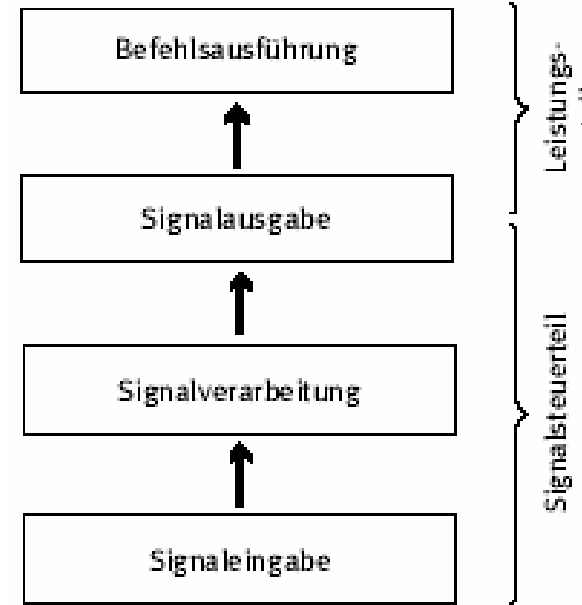 Befehlsausführung
Leistungs-
Signalausgabe
Signalverarbeitung
Signalsteuerteil
Signaleingabe